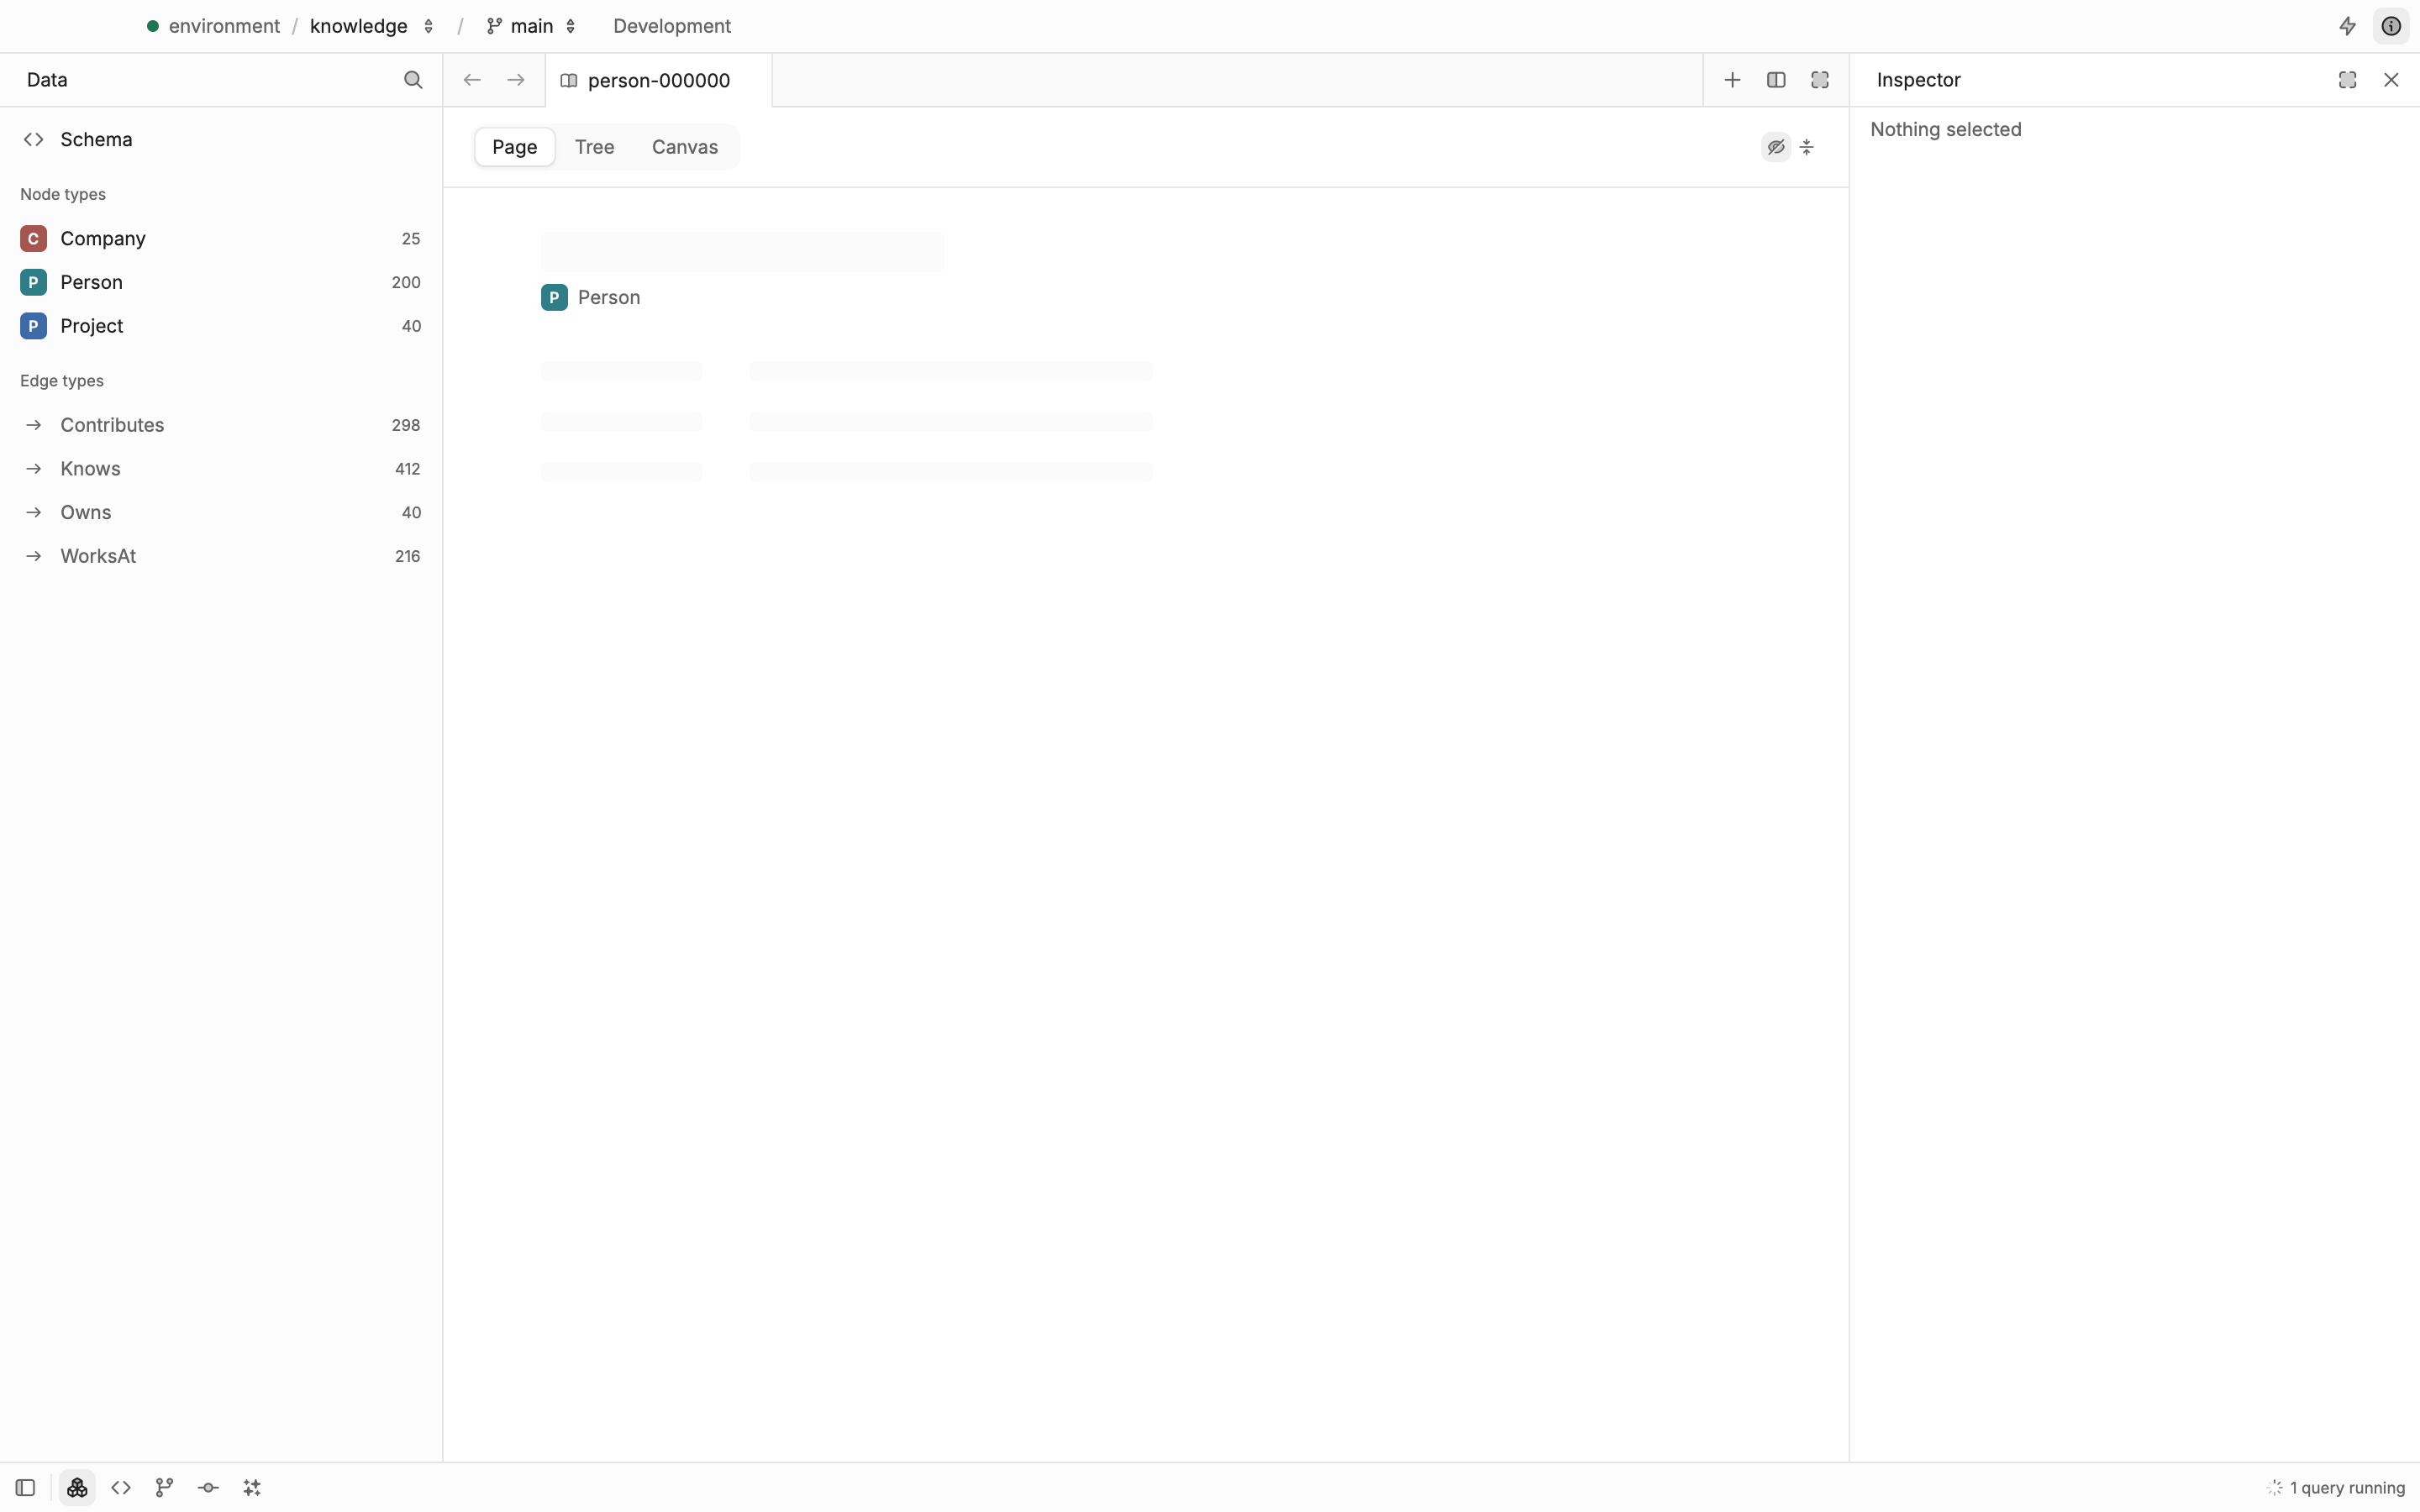 environment / knowledge / main Development
Data
person-000000
Inspector
Schema
Page Tree Canvas
Nothing selected
Node types
C Company 25
P Person 200
P Project 40
P Person
Edge types
Contributes 298
Knows 412
Owns 40
WorksAt 216
1 query running